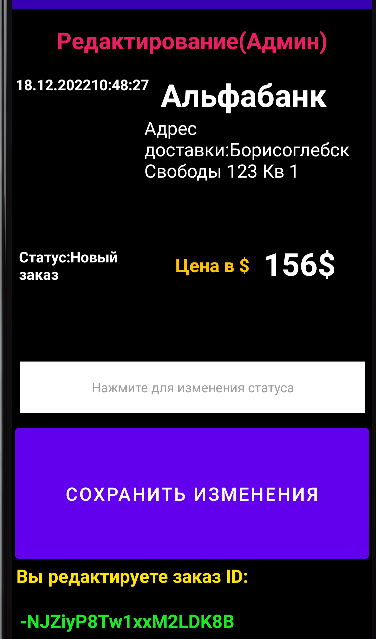 Редактирование(Админ)
18.12.202210:48:27
Альфабанк
Адрес
доставки:Борисоглебск
Свободы 123 Кв 1
Статус:Новый
заказ
Цена в $ 156$
Нажмите для изменения статуса
СОХРАНИТЬ ИЗМЕНЕНИЯ
Вы редактируете заказ ID:
-NJZiyP8Tw1xxM2LDK8B